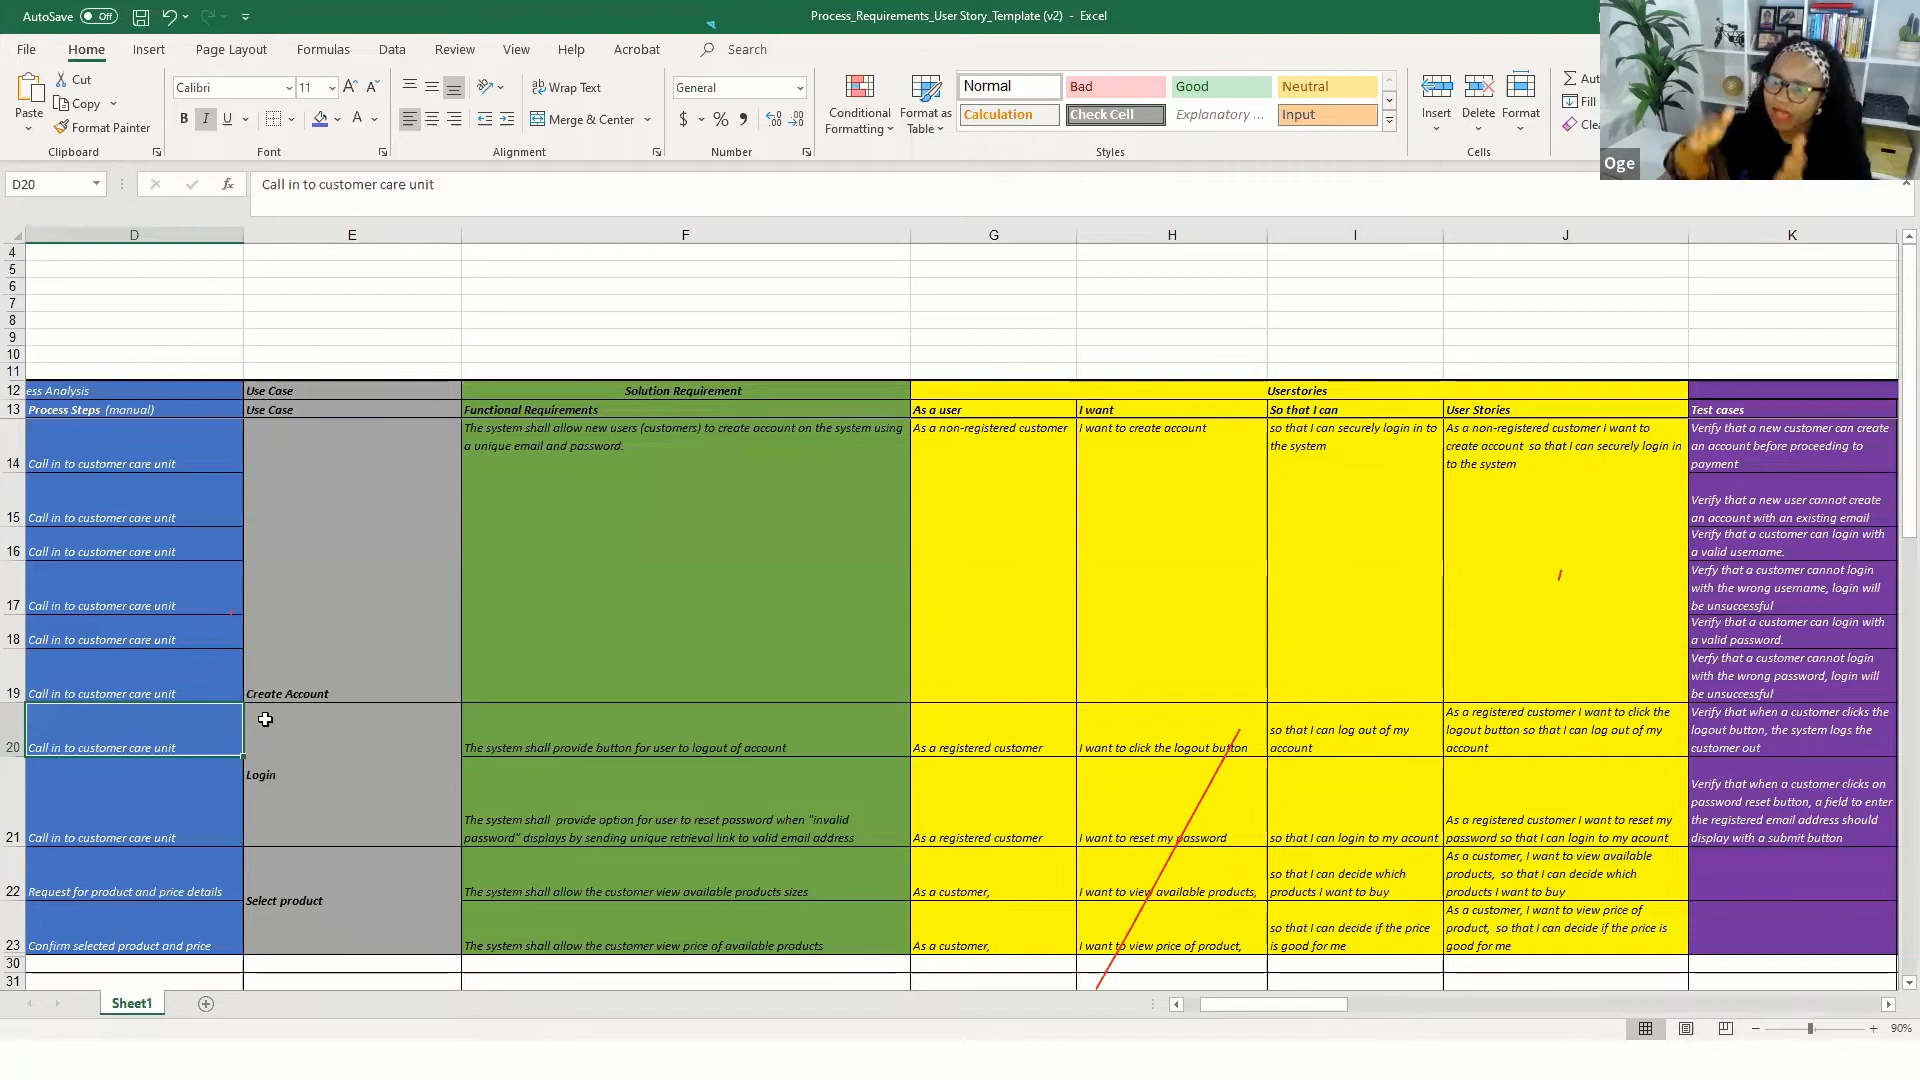 AutoSave Off
Process_Requirements_User Story_Template (v2) - Excel
File Home Insert Page Layout Formulas Data Review View Help Acrobat Search
Paste
Cut
Copy
Format Painter
Clipboard
Calibri 11
B I U
Font
Wrap Text
Merge & Center
Alignment
General
$ % ,
Number
Conditional Formatting
Format as Table
Normal Bad Good Neutral
Calculation Check Cell Explanatory ... Input
Styles
Insert Delete Format
Cells
Fill
Oge
D20
fx
Call in to customer care unit
D E F G H I J K
4
5
6
7
8
9
10
11
12 ess Analysis Use Case Solution Requirement Userstories
13 Process Steps (manual) Use Case Functional Requirements As a user I want So that I can User Stories Test cases
14
Call in to customer care unit
The system shall allow new users (customers) to create account on the system using
a unique email and password.
As a non-registered customer
I want to create account
so that I can securely login in to
the system
As a non-registered customer I want to
create account so that I can securely login in
to the system
Verify that a new customer can create
an account before proceeding to
payment
15
Call in to customer care unit
Verify that a new user cannot create
an account with an existing email
16
Call in to customer care unit
Verify that a customer can login with
a valid username.
17
Call in to customer care unit
Verfy that a customer cannot login
with the wrong username, login will
be unsuccessful
18
Call in to customer care unit
Verify that a customer can login with
a valid password.
19
Call in to customer care unit
Create Account
Verify that a customer cannot login
with the wrong password, login will
be unsuccessful
20
Call in to customer care unit
Login
The system shall provide button for user to logout of account
As a registered customer
I want to click the logout button
so that I can log out of my
account
As a registered customer I want to click the
logout button so that I can log out of my
account
Verify that when a customer clicks the
logout button, the system logs the
customer out
21
Call in to customer care unit
The system shall  provide option for user to reset password when "invalid
password" displays by sending unique retrieval link to valid email address
As a registered customer
I want to reset my password
so that I can login to my acount
As a registered customer I want to reset my
password so that I can login to my acount
Verify that when a customer clicks on
password reset button, a field to enter
the registered email address should
display with a submit button
22
Request for product and price details
Select product
The system shall allow the customer view available products sizes
As a customer,
I want to view available products,
so that I can decide which
products I want to buy
As a customer, I want to view available
products,  so that I can decide which
products I want to buy
23
Confirm selected product and price
The system shall allow the customer view price of available products
As a customer,
I want to view price of product,
so that I can decide if the price
is good for me
As a customer, I want to view price of
product,  so that I can decide if the price is
good for me
30
31
Sheet1
90%